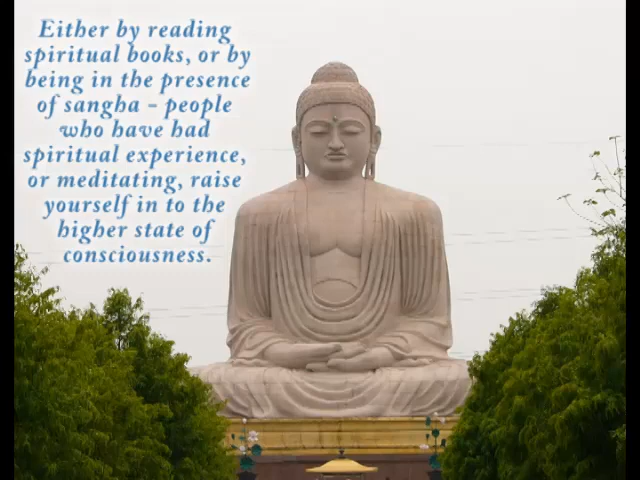 Either by reading
spiritual books, or by
being in the presence
of sangha - people
who have had
spiritual experience,
or meditating, raise
yourself in to the
higher state of
consciousness.